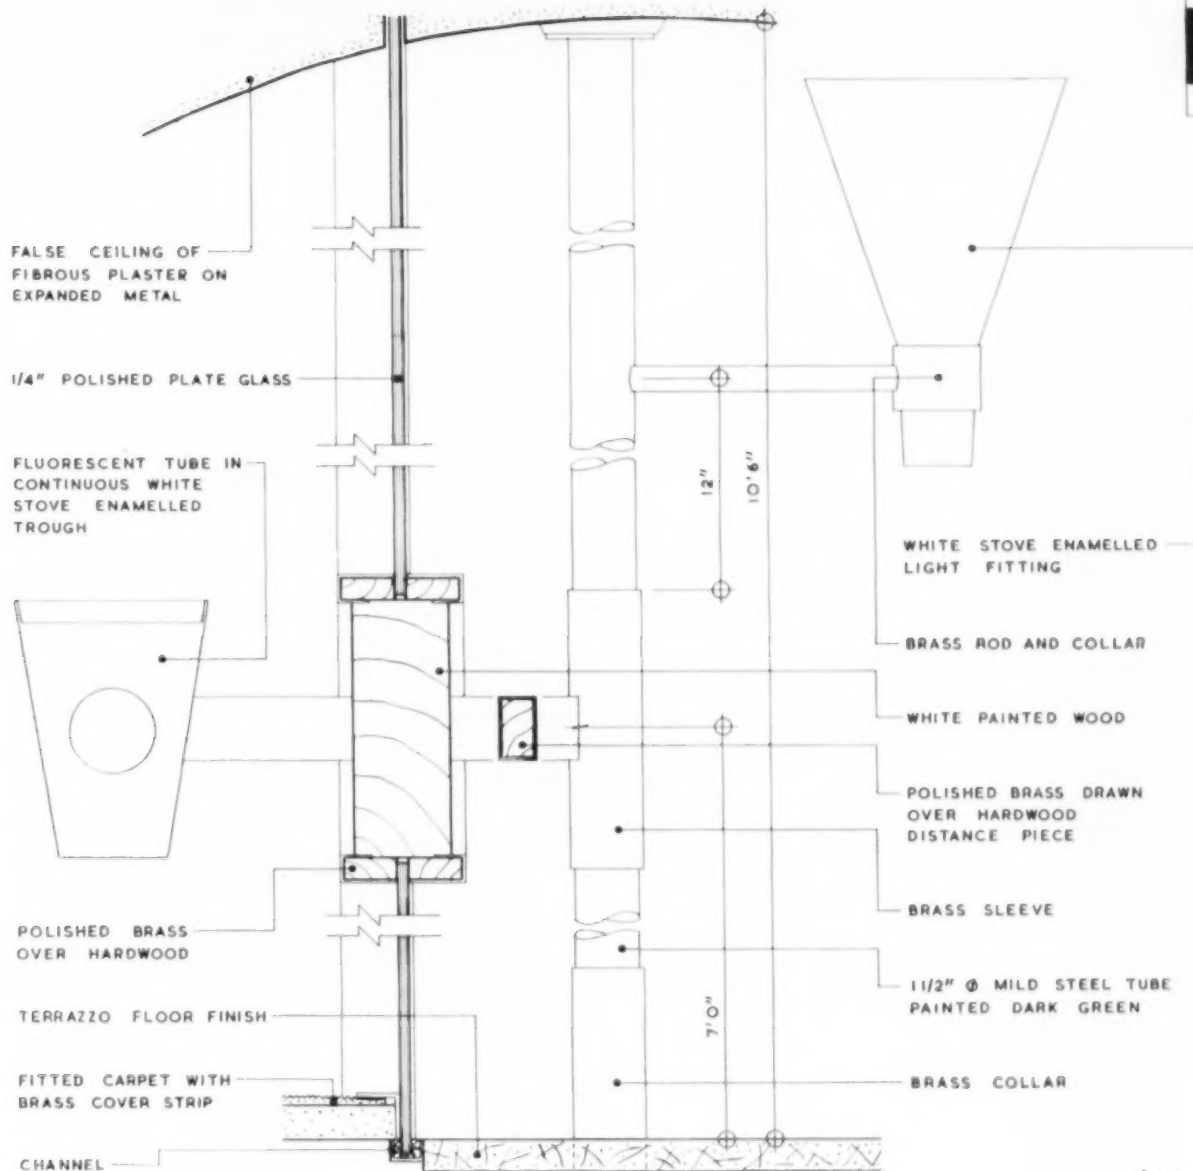 FALSE CEILING OF
FIBROUS PLASTER ON
EXPANDED METAL
1/4" POLISHED PLATE GLASS
FLUORESCENT TUBE IN
CONTINUOUS WHITE
STOVE ENAMELLED
TROUGH
POLISHED BRASS
OVER HARDWOOD
TERRAZZO FLOOR FINISH
FITTED CARPET WITH
BRASS COVER STRIP
CHANNEL
12"
10'6"
7'0"
WHITE STOVE ENAMELLED
LIGHT FITTING
BRASS ROD AND COLLAR
WHITE PAINTED WOOD
POLISHED BRASS DRAWN
OVER HARDWOOD
DISTANCE PIECE
BRASS SLEEVE
11/2" Φ MILD STEEL TUBE
PAINTED DARK GREEN
BRASS COLLAR